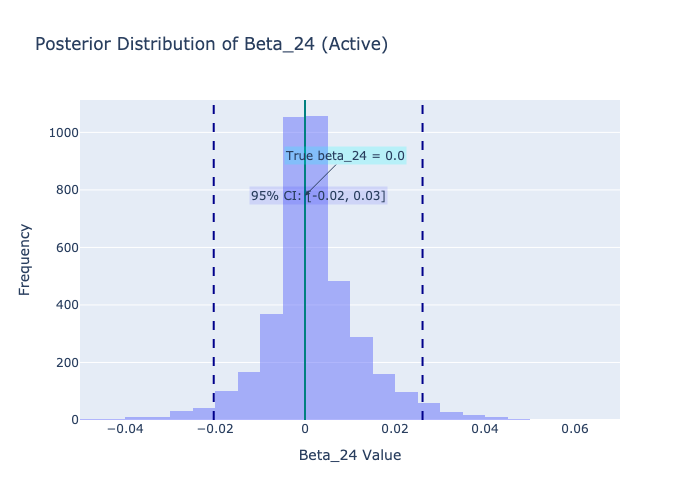 Posterior Distribution of Beta_24 (Active)
1000
800
600
400
200
0
Frequency
True beta_24 = 0.0
95% CI: [-0.02, 0.03]
−0.04
−0.02
0
0.02
0.04
0.06
Beta_24 Value